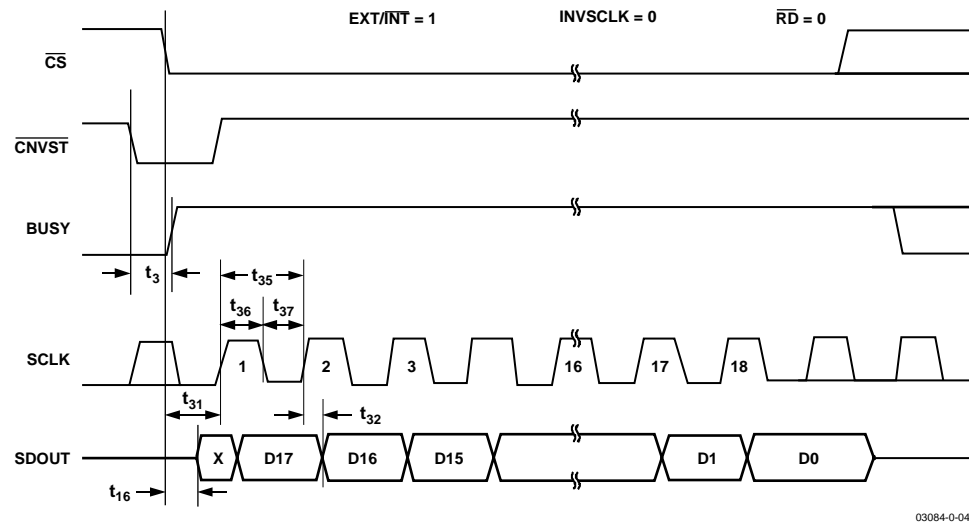 EXT/INT = 1 INVSCLK = 0 RD = 0
CS
CNVST
BUSY
t3
t35
t36 t37
SCLK
1 2 3 16 17 18
t31
t32
SDOUT
X D17 D16 D15 D1 D0
t16
03084-0-04